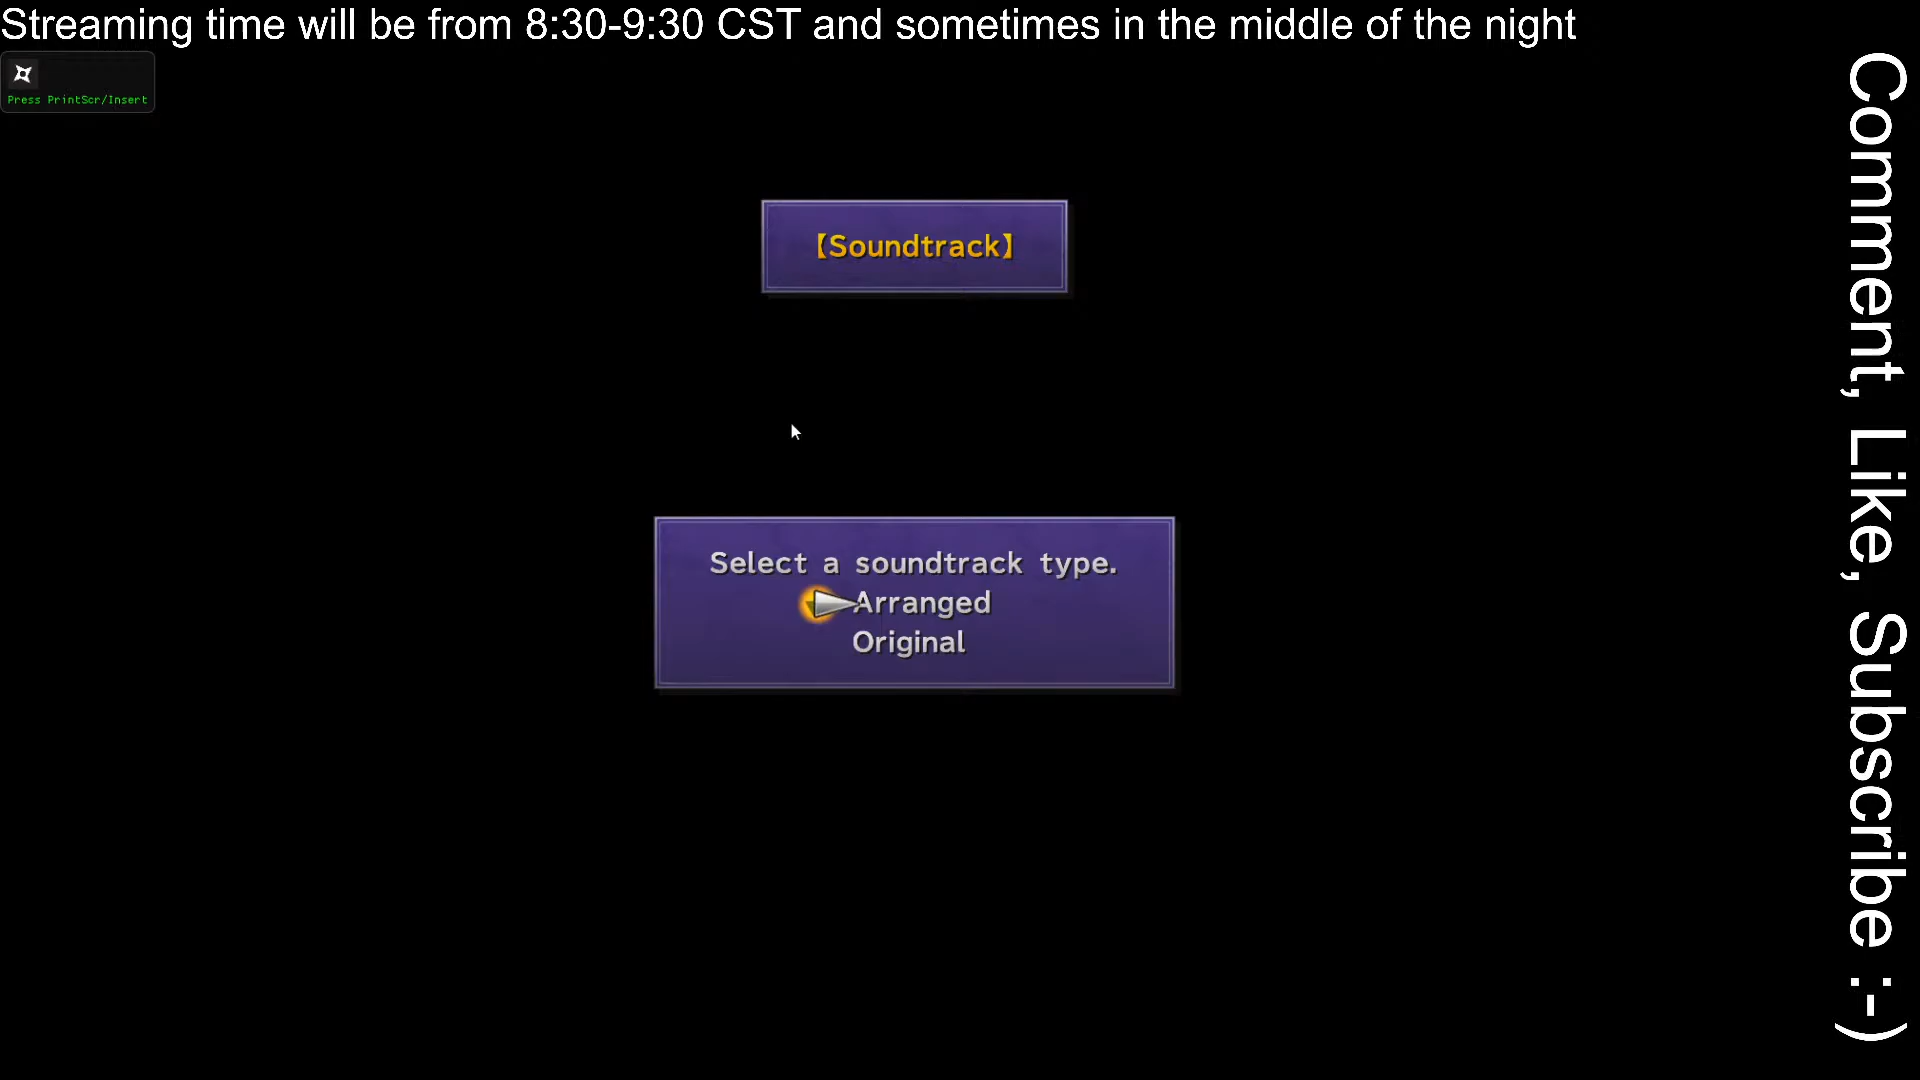 Streaming time will be from 8:30-9:30 CST and sometimes in the middle of the night
Press PrintScr/Insert
【Soundtrack】
Select a soundtrack type.
Arranged
Original
Comment, Like, Subscribe :-)